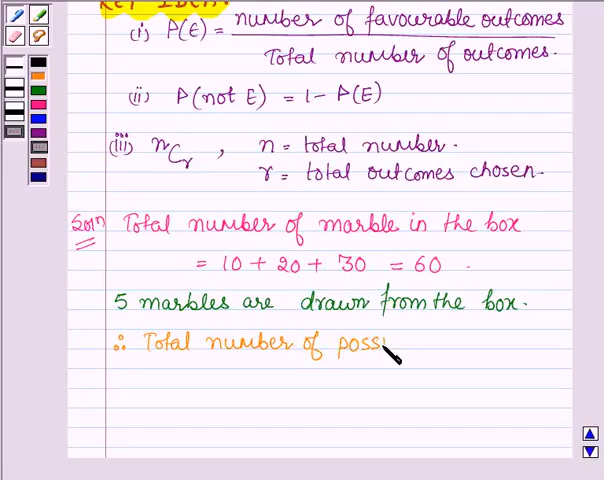 KEY IDEA:
(i) P(E) = number of favourable outcomes
Total number of outcomes.
(ii) P(not E) = 1 - P(E)
(iii) nCr, n = total number.
r = total outcomes chosen.
Soln Total number of marble in the box
= 10 + 20 + 30 = 60.
5 marbles are drawn from the box.
∴ Total number of poss